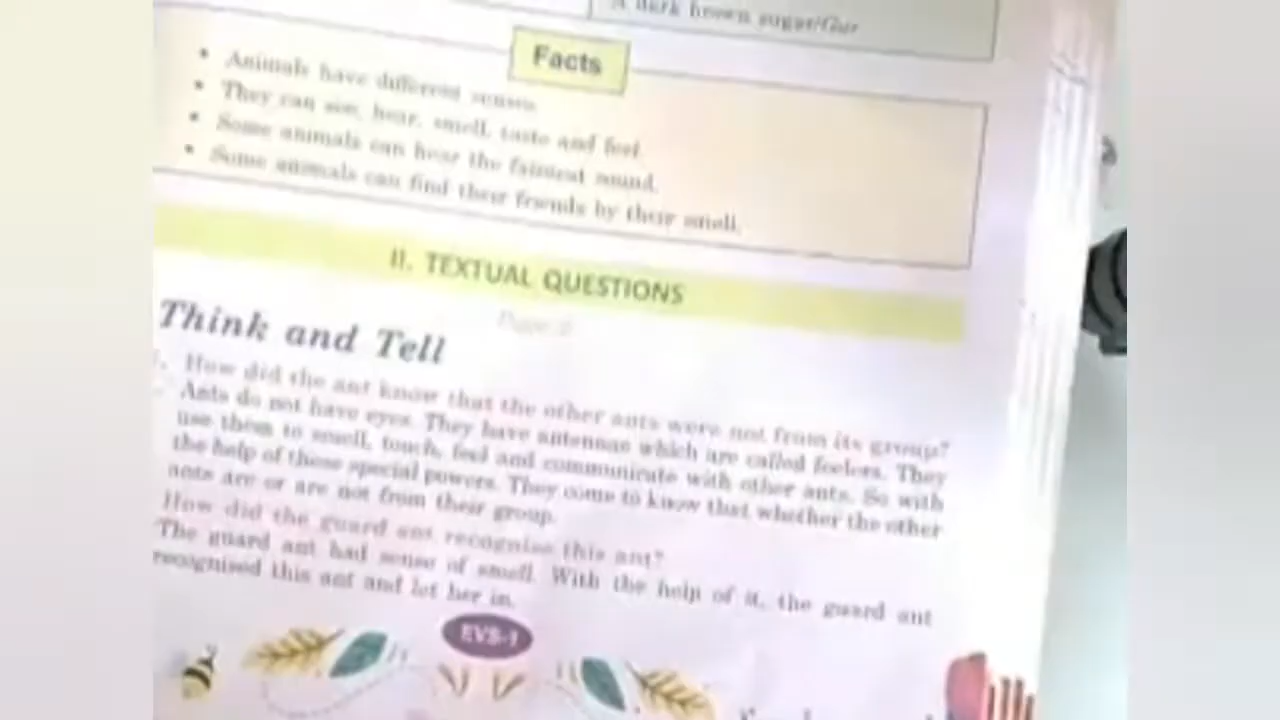 A dark brown sugar/Gur
Facts
• Animals have different senses.
• They can see, hear, smell, taste and feel.
• Some animals can hear the faintest sound.
• Some animals can find their friends by their smell.
II. TEXTUAL QUESTIONS
Think and Tell
How did the ant know that the other ants were not from its group?
Ants do not have eyes. They have antennae which are called feelers. They
use them to smell, touch, feel and communicate with other ants. So with
the help of these special powers. They come to know that whether the other
ants are or are not from their group.
How did the guard ant recognise this ant?
The guard ant had sense of smell. With the help of it, the guard ant
recognised this ant and let her in.
EVS-1